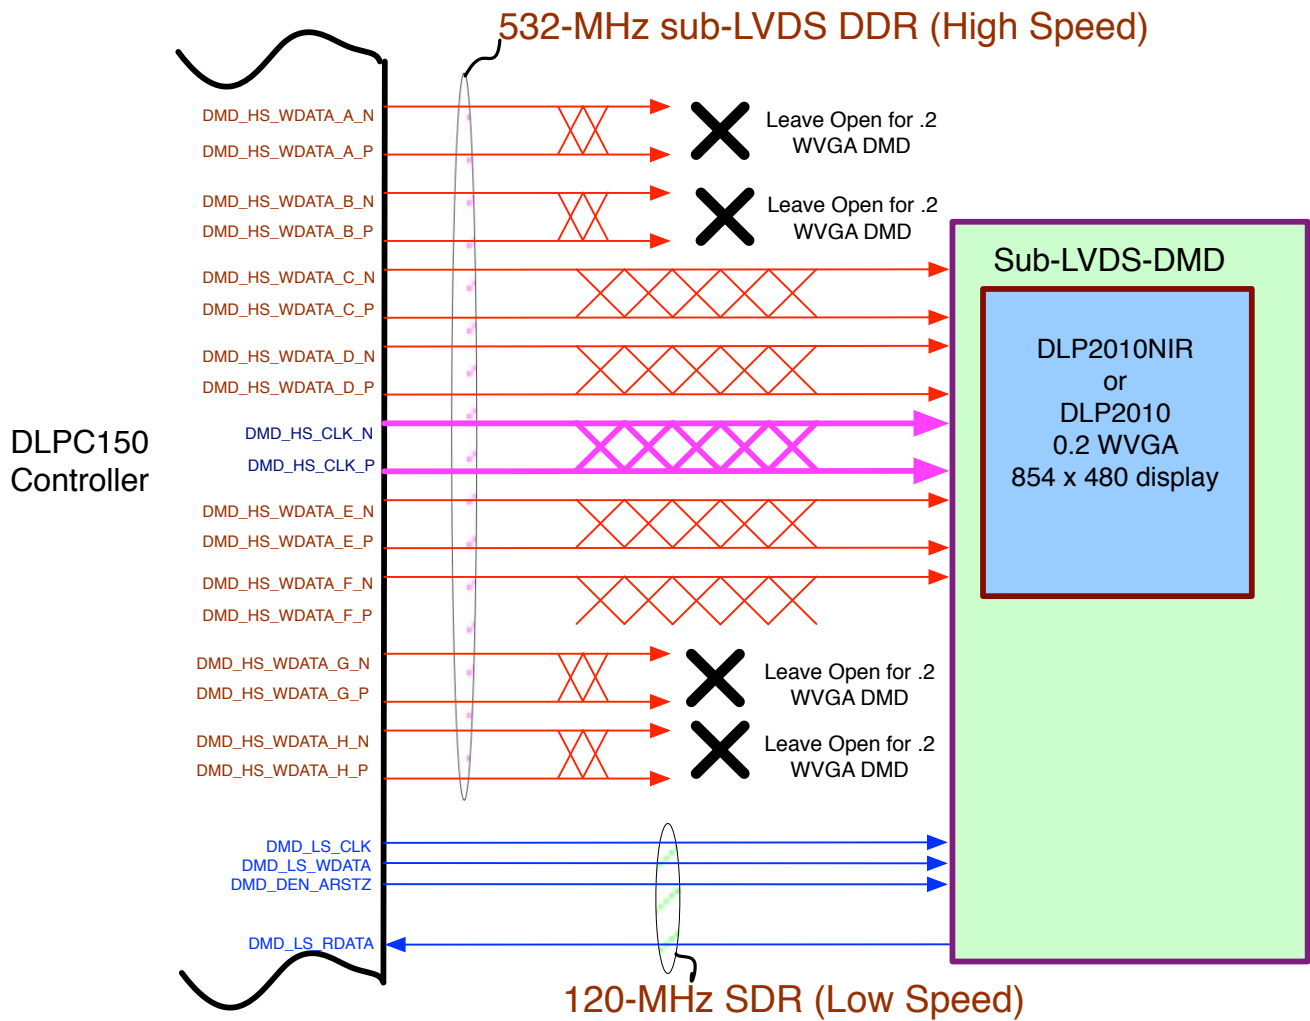 532-MHz sub-LVDS DDR (High Speed)
DMD_HS_WDATA_A_N
DMD_HS_WDATA_A_P
Leave Open for .2
WVGA DMD
DMD_HS_WDATA_B_N
DMD_HS_WDATA_B_P
Leave Open for .2
WVGA DMD
DMD_HS_WDATA_C_N
DMD_HS_WDATA_C_P
DMD_HS_WDATA_D_N
DMD_HS_WDATA_D_P
DLPC150
Controller
DMD_HS_CLK_N
DMD_HS_CLK_P
Sub-LVDS-DMD
DLP2010NIR
or
DLP2010
0.2 WVGA
854 x 480 display
DMD_HS_WDATA_E_N
DMD_HS_WDATA_E_P
DMD_HS_WDATA_F_N
DMD_HS_WDATA_F_P
DMD_HS_WDATA_G_N
DMD_HS_WDATA_G_P
Leave Open for .2
WVGA DMD
DMD_HS_WDATA_H_N
DMD_HS_WDATA_H_P
Leave Open for .2
WVGA DMD
DMD_LS_CLK
DMD_LS_WDATA
DMD_DEN_ARSTZ
DMD_LS_RDATA
120-MHz SDR (Low Speed)